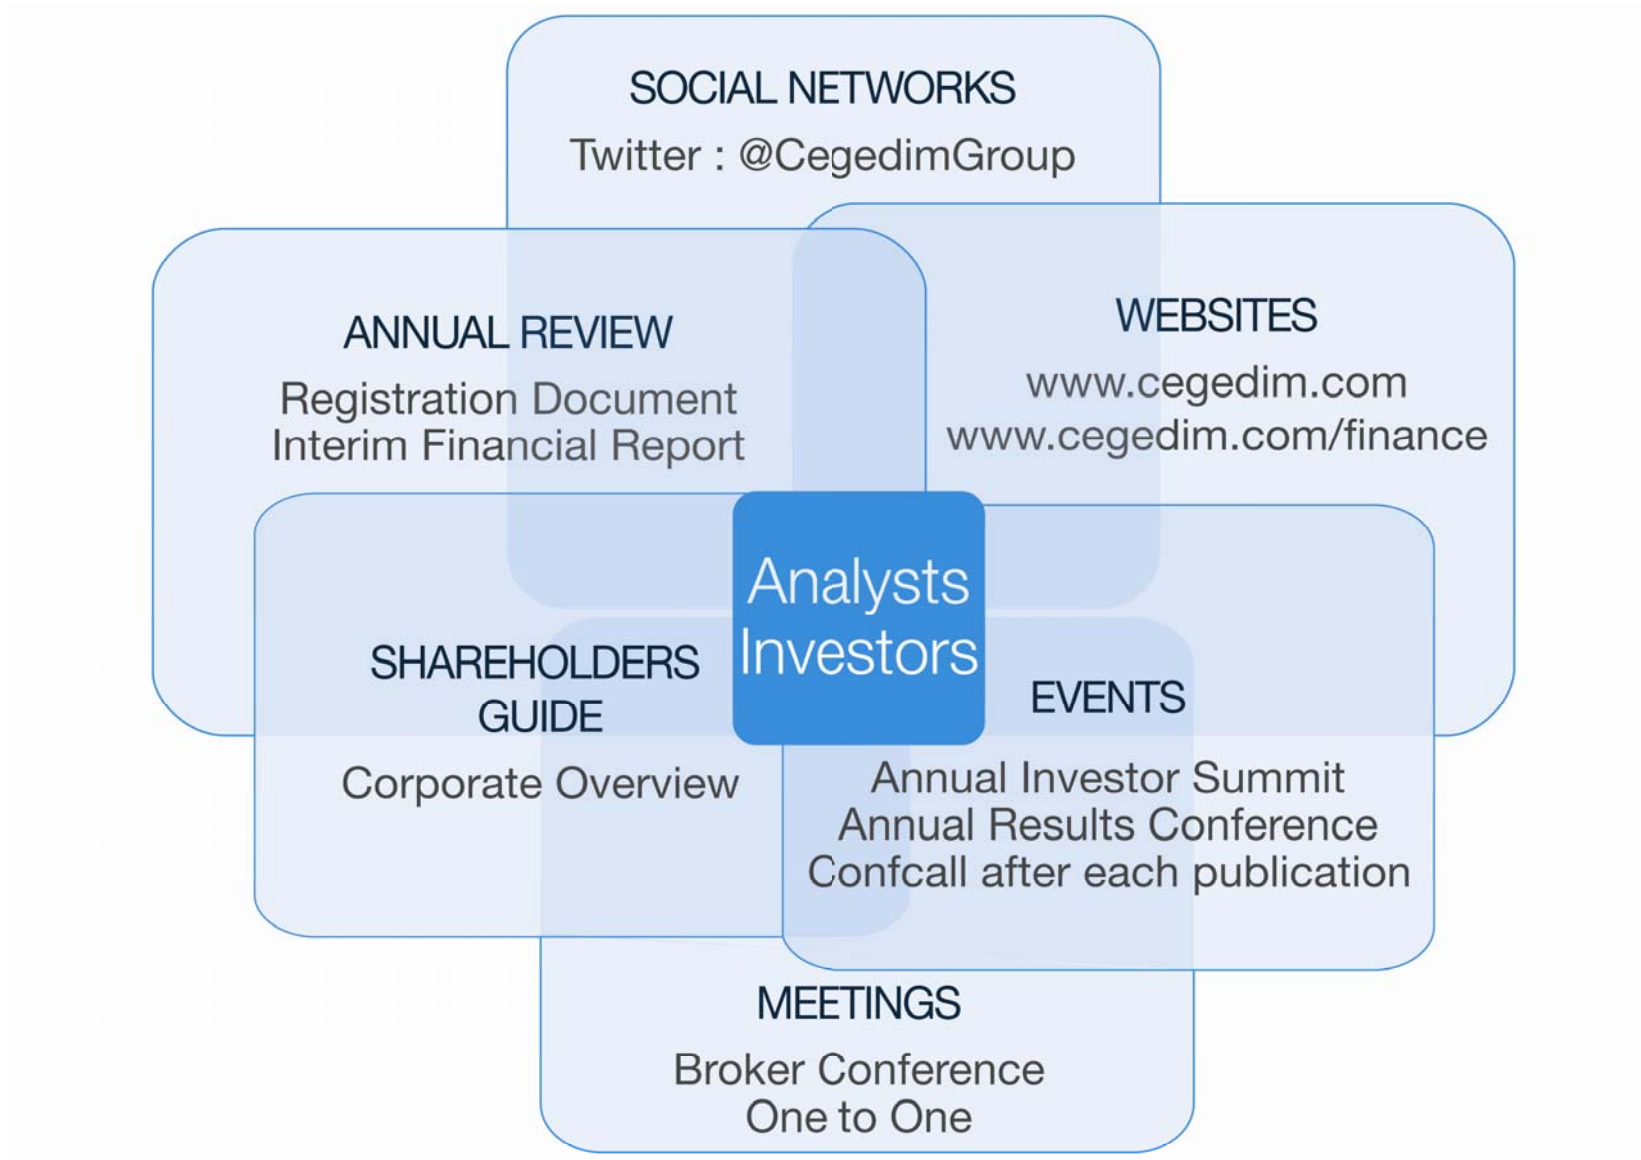 SOCIAL NETWORKS
Twitter : @CegedimGroup
ANNUAL REVIEW
Registration Document
Interim Financial Report
WEBSITES
www.cegedim.com
www.cegedim.com/finance
Analysts
Investors
SHAREHOLDERS
GUIDE
Corporate Overview
EVENTS
Annual Investor Summit
Annual Results Conference
Confcall after each publication
MEETINGS
Broker Conference
One to One